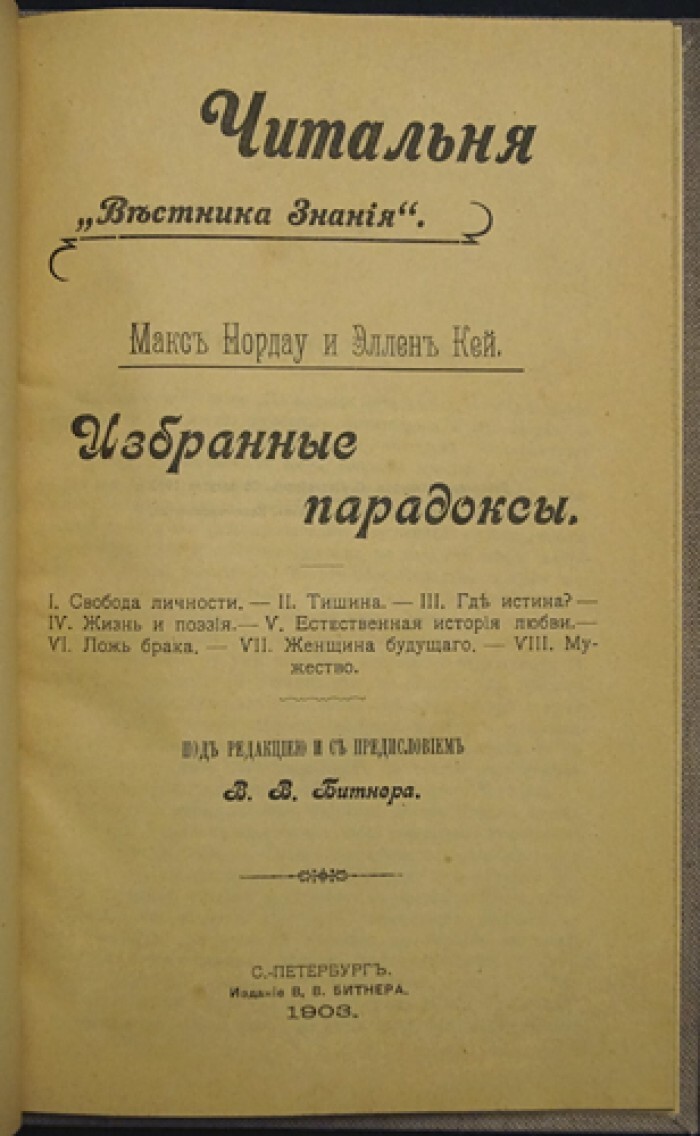 Читальня
„Вѣстника Знанія“.
Максъ Нордау и Элленъ Кей.
Избранные
парадоксы.
I. Свобода личности. — II. Тишина. — III. Гдѣ истина? —
IV. Жизнь и поэзія. — V. Естественная исторія любви. —
VI. Ложь брака. — VII. Женщина будущаго. — VIII. Му-
жество.
ПОДЪ РЕДАКЦІЕЮ И СЪ ПРЕДИСЛОВІЕМЪ
В. В. Битнера.
С.-ПЕТЕРБУРГЪ.
Изданіе В. В. БИТНЕРА.
1903.